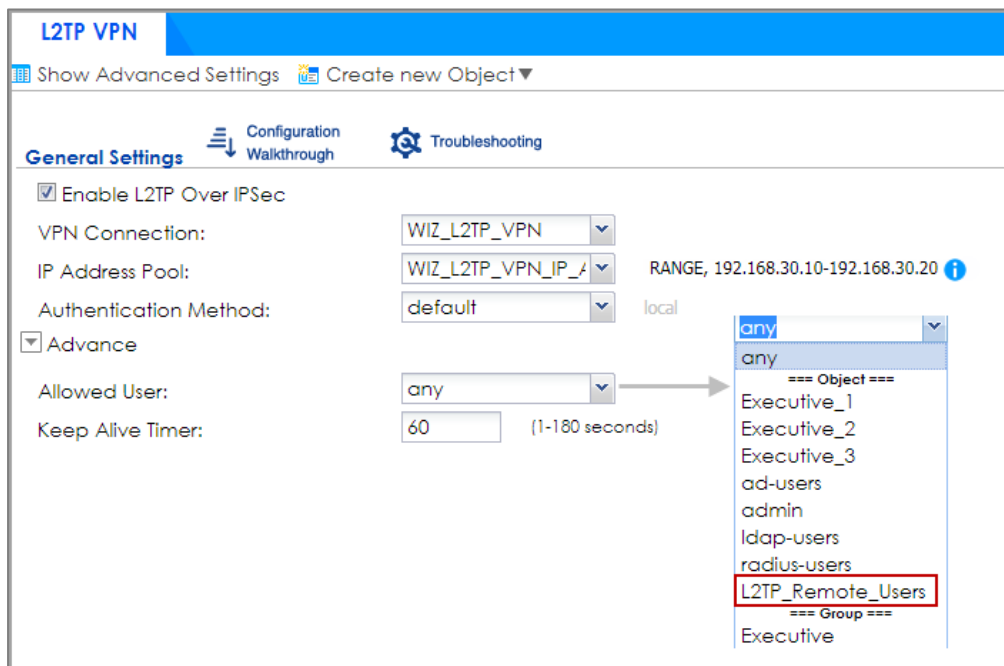 L2TP VPN
Show Advanced Settings Create new Object
General Settings
Configuration Walkthrough
Troubleshooting
Enable L2TP Over IPSec
VPN Connection: WIZ_L2TP_VPN
IP Address Pool: WIZ_L2TP_VPN_IP_A RANGE, 192.168.30.10-192.168.30.20
Authentication Method: default local
Advance
Allowed User: any
Keep Alive Timer: 60 (1-180 seconds)
any
any
=== Object ===
Executive_1
Executive_2
Executive_3
ad-users
admin
ldap-users
radius-users
L2TP_Remote_Users
=== Group ===
Executive